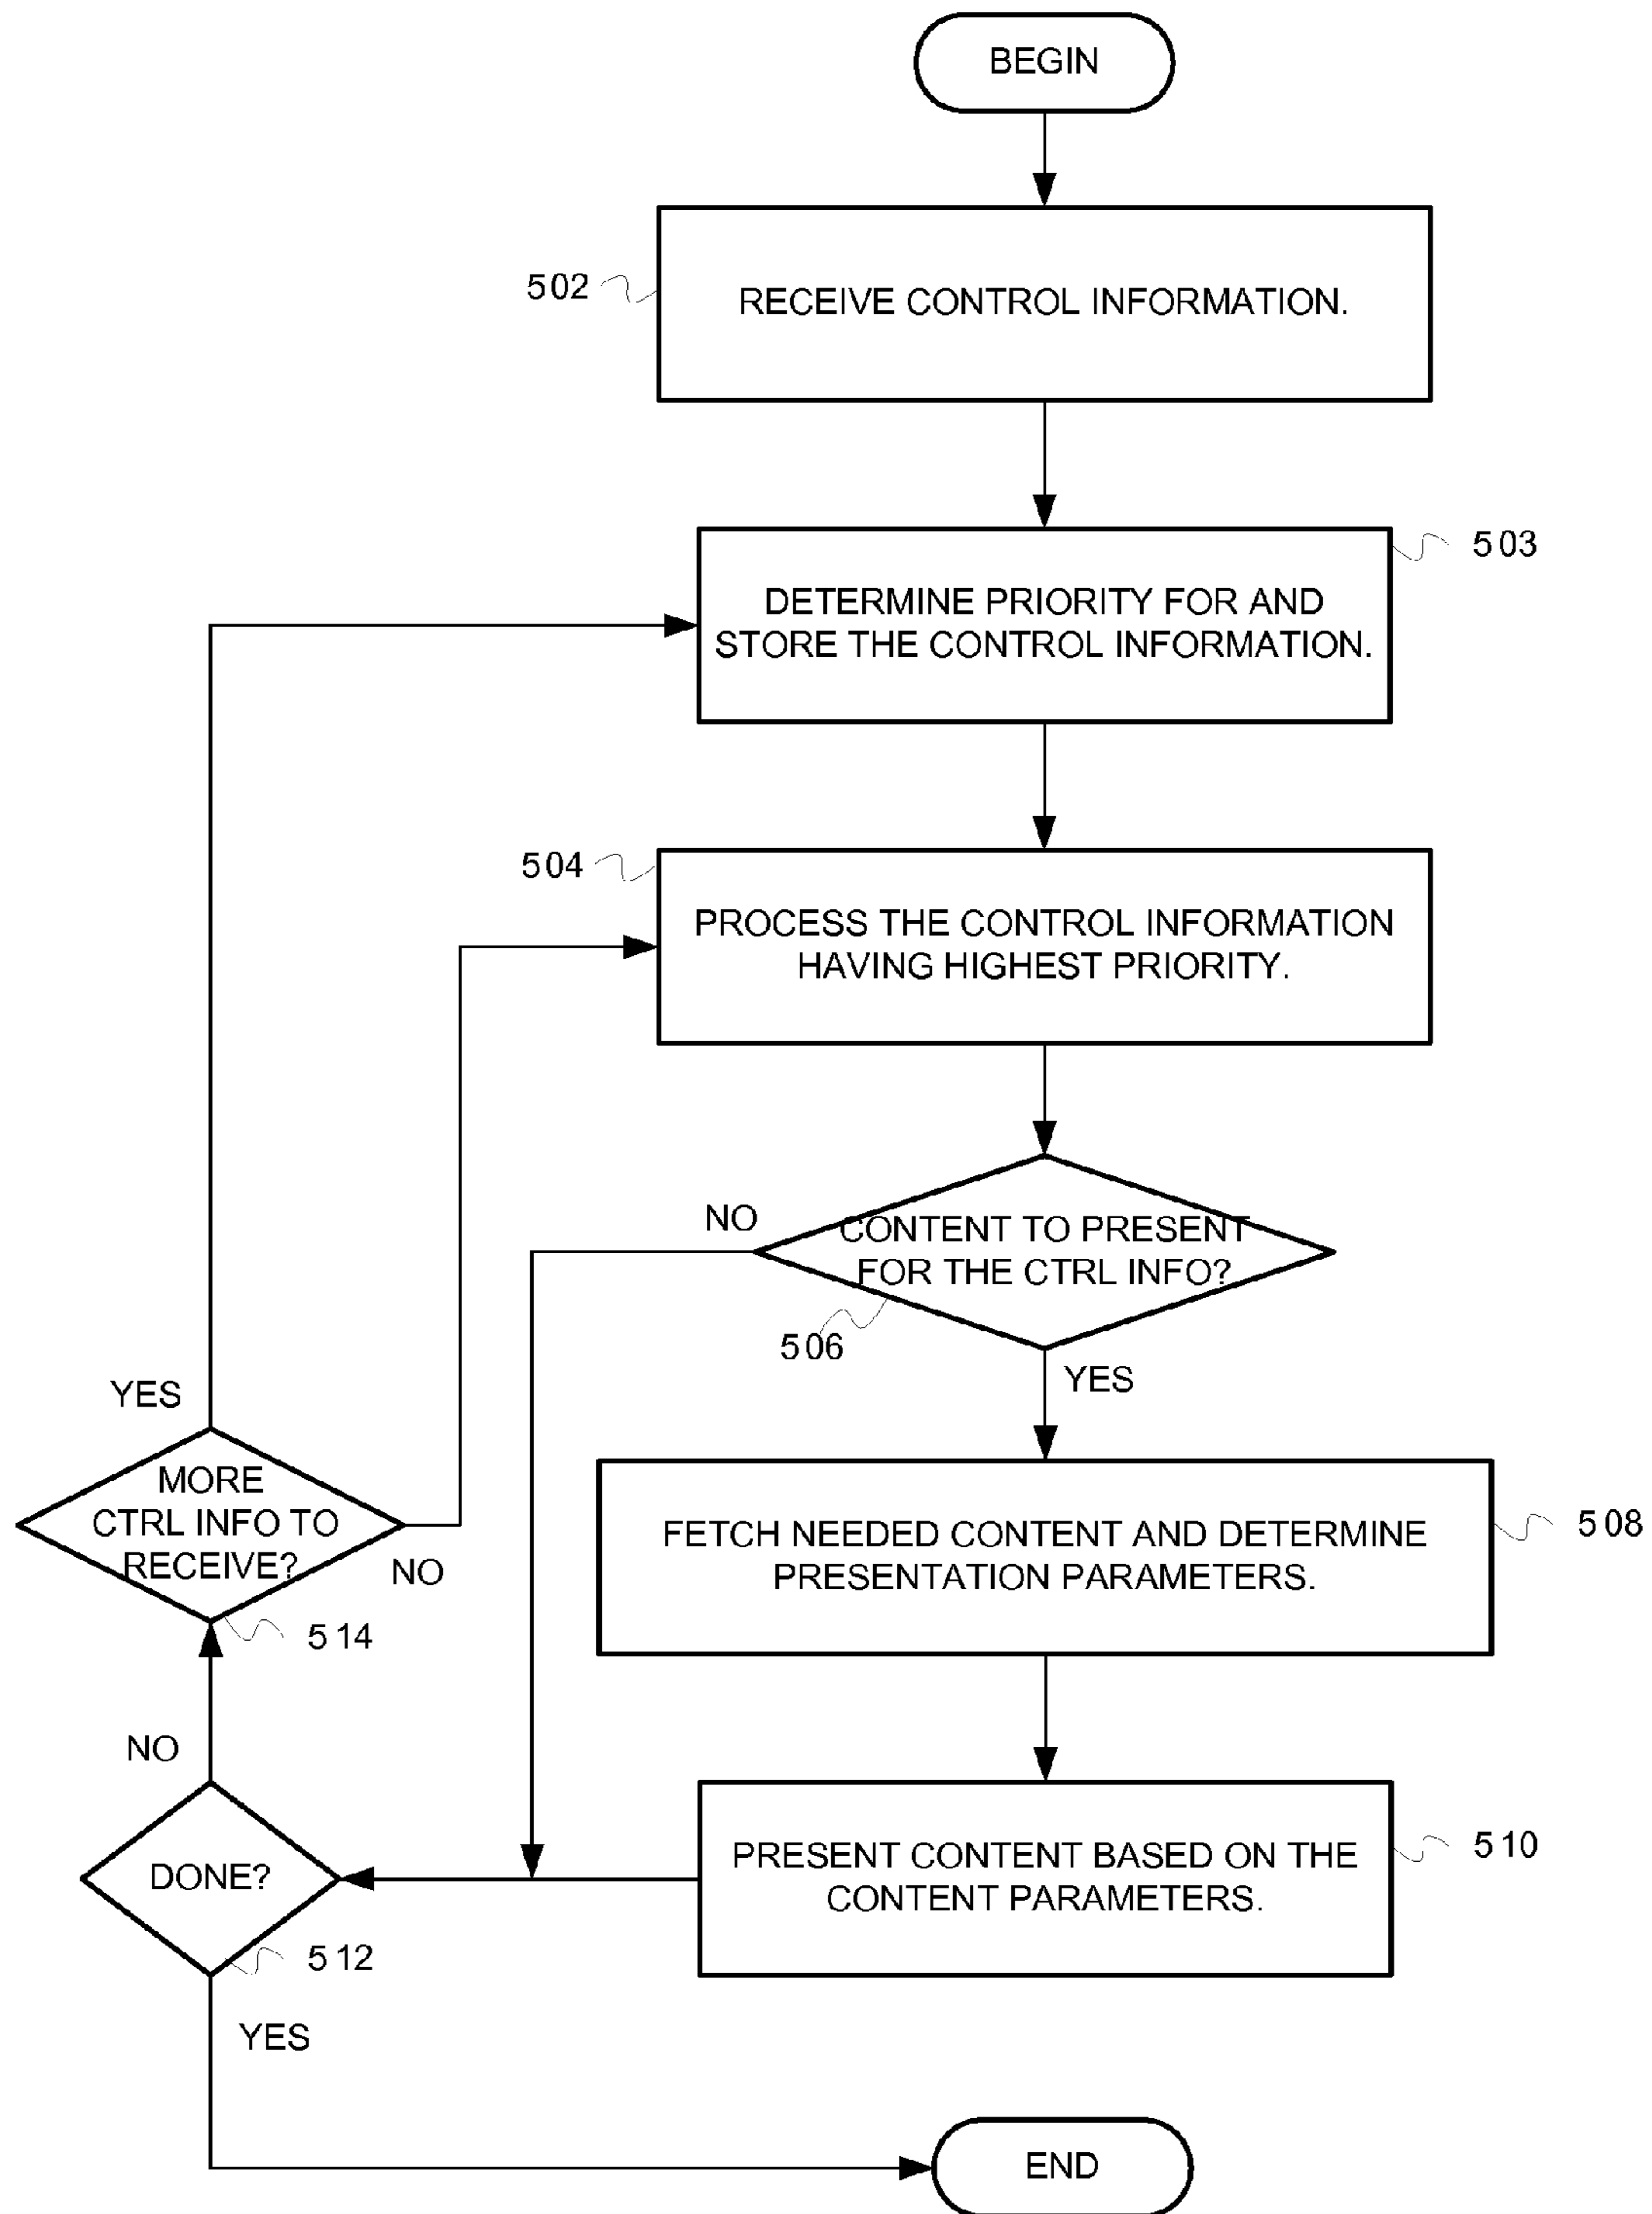 BEGIN
502
RECEIVE CONTROL INFORMATION.
503
DETERMINE PRIORITY FOR AND
STORE THE CONTROL INFORMATION.
504
PROCESS THE CONTROL INFORMATION
HAVING HIGHEST PRIORITY.
NO
CONTENT TO PRESENT
FOR THE CTRL INFO?
506
YES
YES
MORE
CTRL INFO TO
RECEIVE?
NO
514
FETCH NEEDED CONTENT AND DETERMINE
PRESENTATION PARAMETERS.
508
NO
DONE?
512
YES
PRESENT CONTENT BASED ON THE
CONTENT PARAMETERS.
510
END